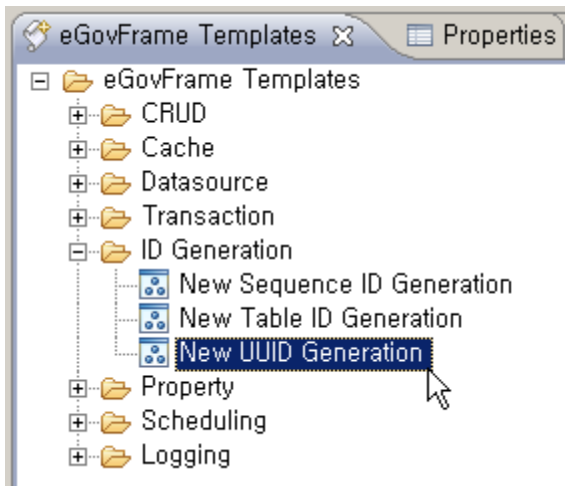 eGovFrame Templates Properties
eGovFrame Templates
CRUD
Cache
Datasource
Transaction
ID Generation
New Sequence ID Generation
New Table ID Generation
New UUID Generation
Property
Scheduling
Logging